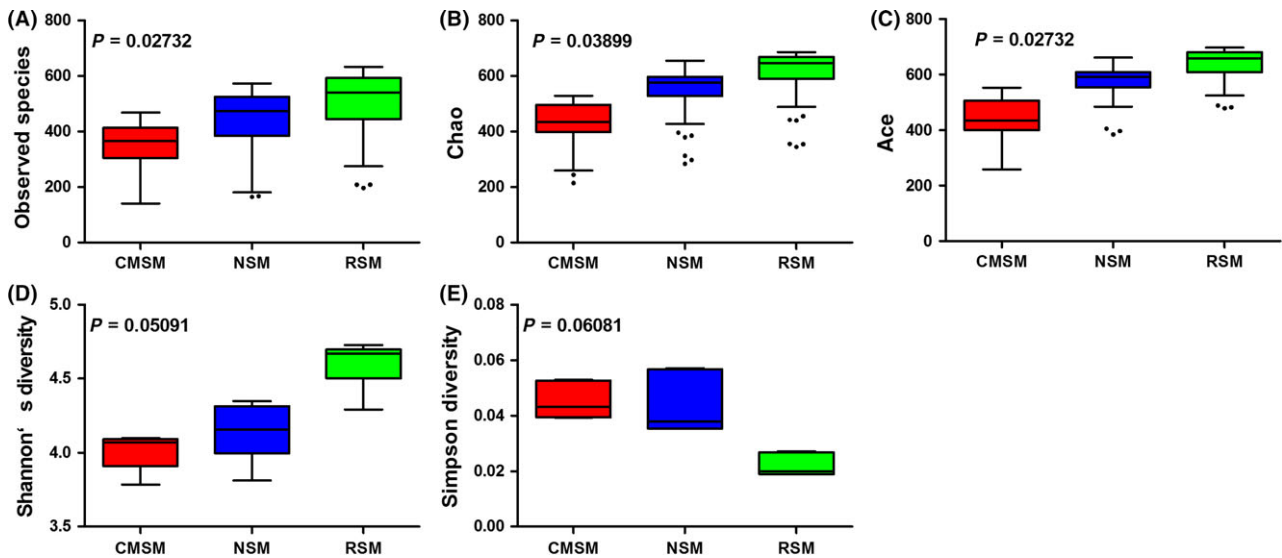 (A)
P = 0.02732
Observed species
800
600
400
200
0
CMSM NSM RSM
(B)
P = 0.03899
Chao
800
600
400
200
0
CMSM NSM RSM
(C)
P = 0.02732
Ace
800
600
400
200
0
CMSM NSM RSM
(D)
P = 0.05091
Shannon‘ s diversity
5.0
4.5
4.0
3.5
CMSM NSM RSM
(E)
P = 0.06081
Simpson diversity
0.08
0.06
0.04
0.02
0.00
CMSM NSM RSM